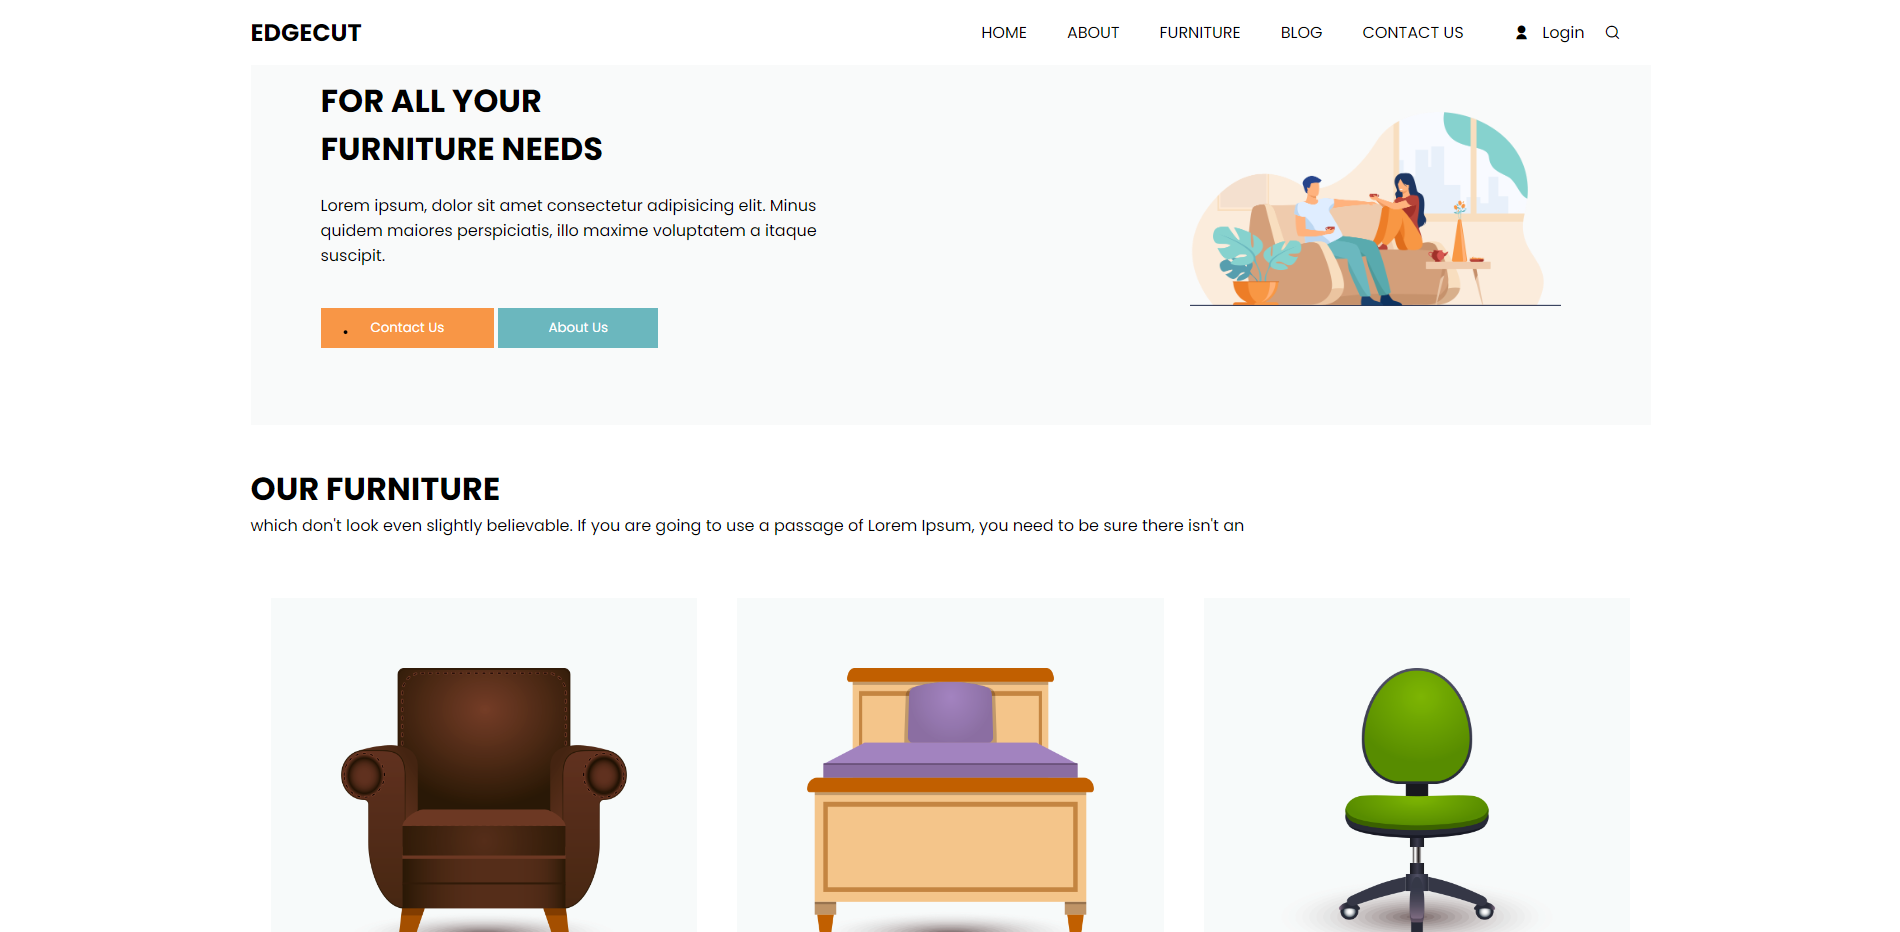 EDGECUT
HOME ABOUT FURNITURE BLOG CONTACT US Login
FOR ALL YOUR
FURNITURE NEEDS
Lorem ipsum, dolor sit amet consectetur adipisicing elit. Minus
quidem maiores perspiciatis, illo maxime voluptatem a itaque
suscipit.
• Contact Us About Us
OUR FURNITURE
which don't look even slightly believable. If you are going to use a passage of Lorem Ipsum, you need to be sure there isn't an